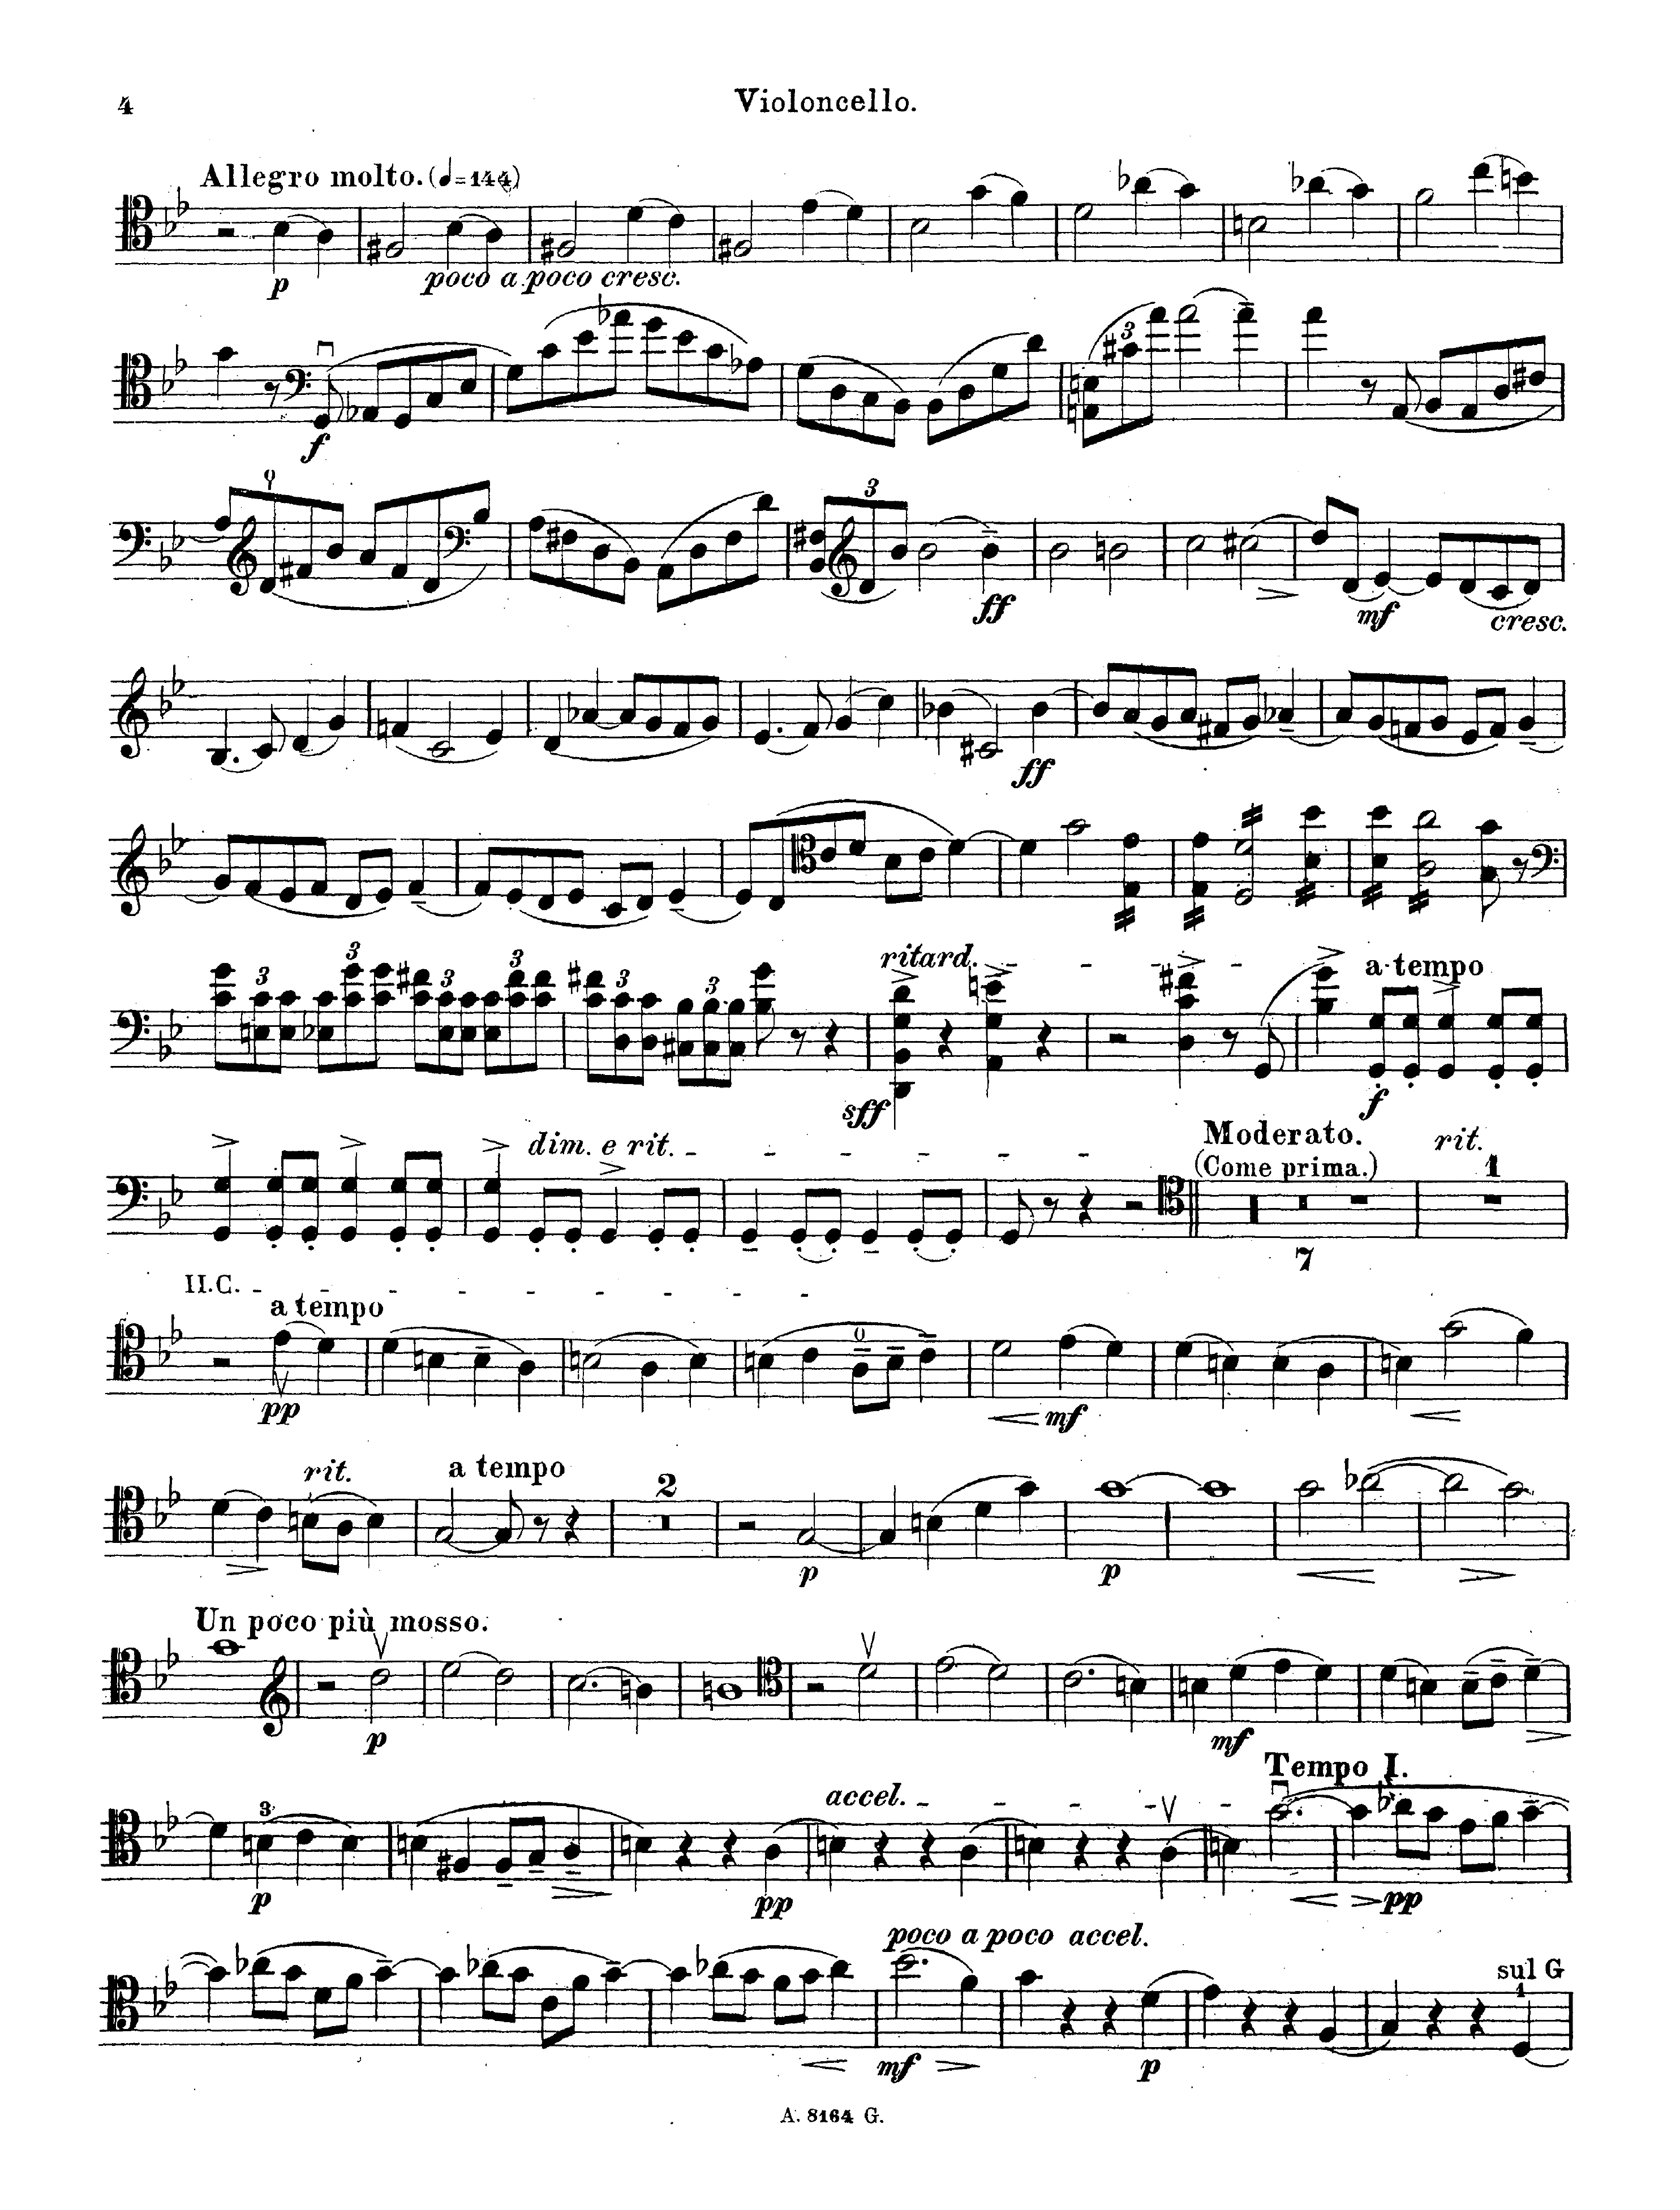 4
Violoncello.
Allegro molto. (♩=144)
p
poco a poco cresc.
3
f
3
ff
mf
cresc.
ff
3 3 3 3 3 3
ritard.
a tempo
sff
f
dim. e rit.
Moderato.
(Come prima.)
7
rit.
1
II.C.
a tempo
pp
mf
rit.
a tempo
2
p
p
Un poco più mosso.
p
mf
Tempo I.
accel.
3
p
pp
pp
poco a poco accel.
sul G
1
mf
p
A. 8164 G.